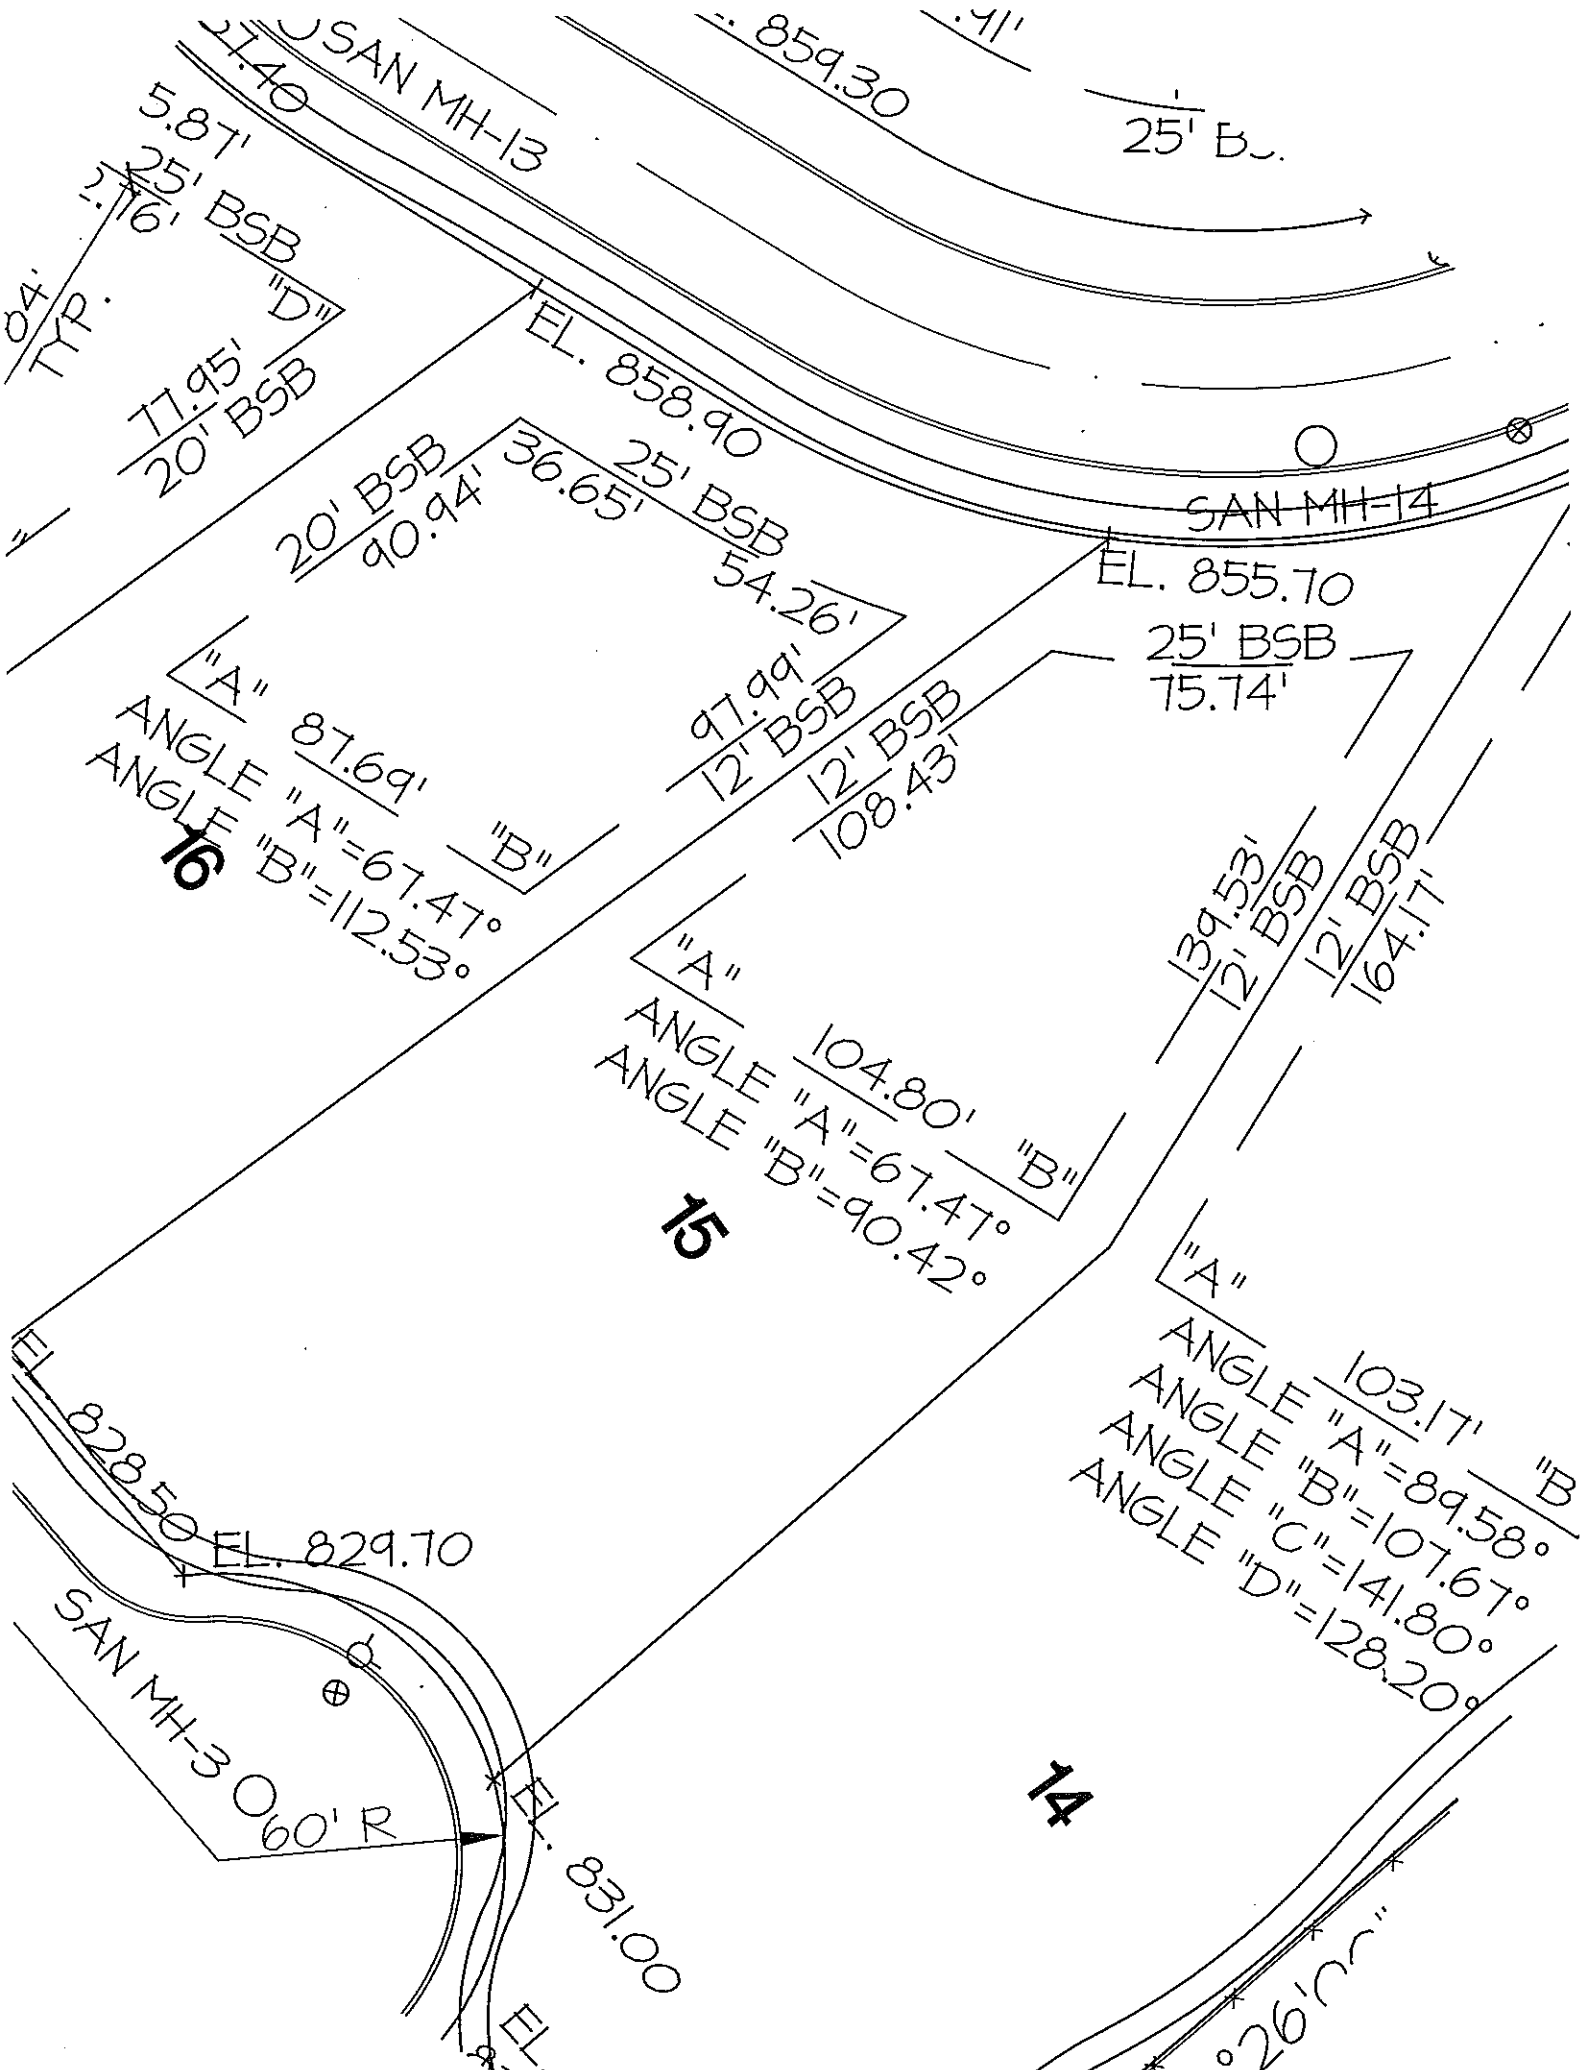 SAN MH-13
859.30
25'
5.87'
25' BSB
"D"
TYP.
77.95'
20' BSB
EL. 858.90
20' BSB
90.94'
25' BSB
36.65'
54.26'
SAN MH-14
EL. 855.70
25' BSB
75.74'
97.99'
12' BSB
12' BSB
108.43'
"A"
87.69'
"B"
ANGLE "A"=67.47°
ANGLE "B"=112.53°
16
139.53'
12' BSB
12' BSB
164.17'
"A"
104.80'
"B"
ANGLE "A"=67.47°
ANGLE "B"=90.42°
15
"A"
103.17'
"B
ANGLE "A"=89.58°
ANGLE "B"=107.67°
ANGLE "C"=141.80°
ANGLE "D"=128.20°
EL
828.50
EL. 829.70
SAN MH-3
60' R
14
EL. 831.00
EL